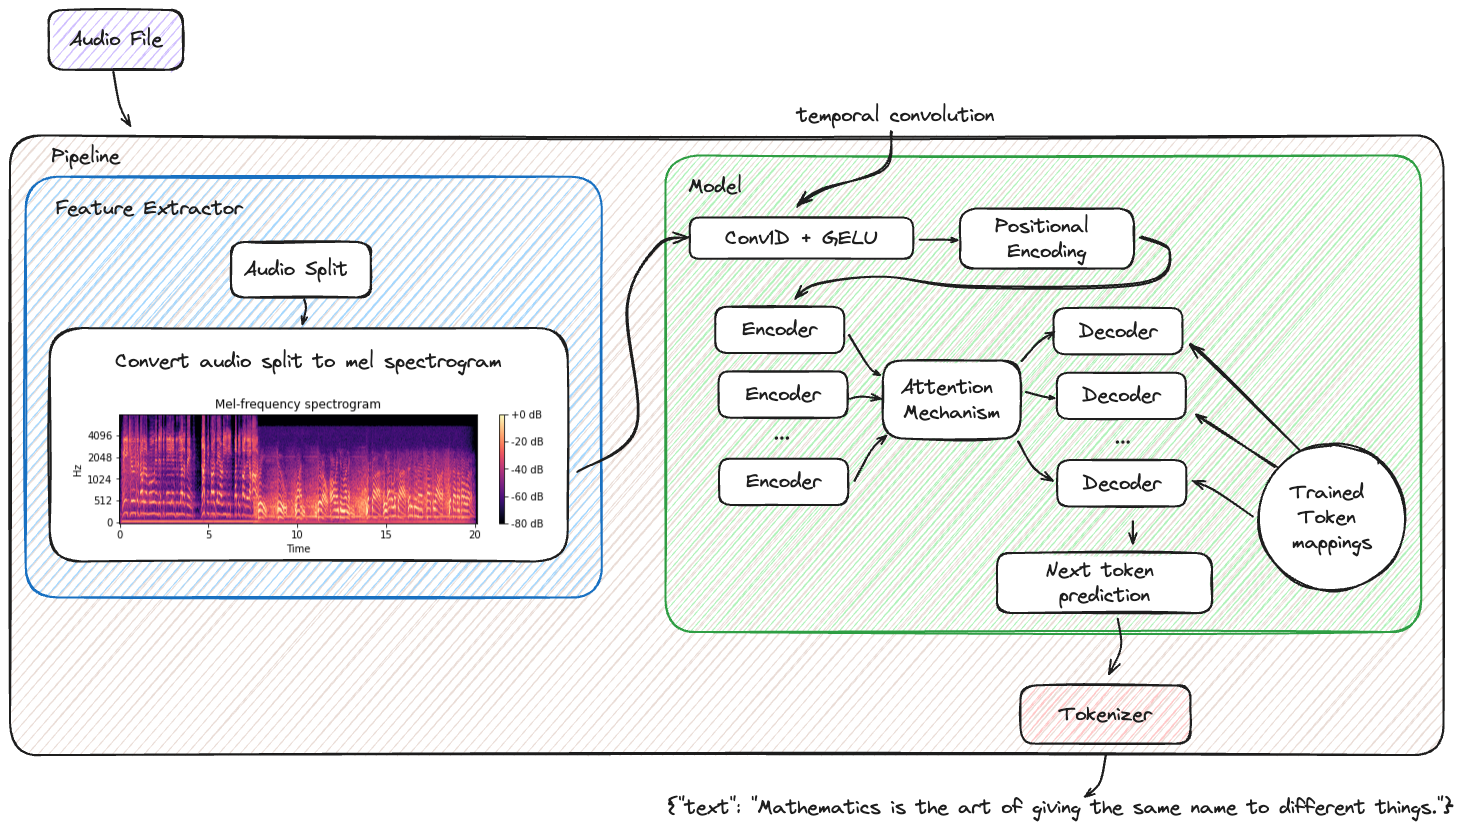 Audio File
temporal convolution
Pipeline
Feature Extractor
Audio Split
Convert audio split to mel spectrogram
Mel-frequency spectrogram
Hz
4096
2048
1024
512
0
0 5 10 15 20
Time
+0 dB
-20 dB
-40 dB
-60 dB
-80 dB
Model
Conv1D + GELU
Positional
Encoding
Encoder
Encoder
...
Encoder
Attention
Mechanism
Decoder
Decoder
...
Decoder
Trained
Token
mappings
Next token
prediction
Tokenizer
{"text": "Mathematics is the art of giving the same name to different things."}